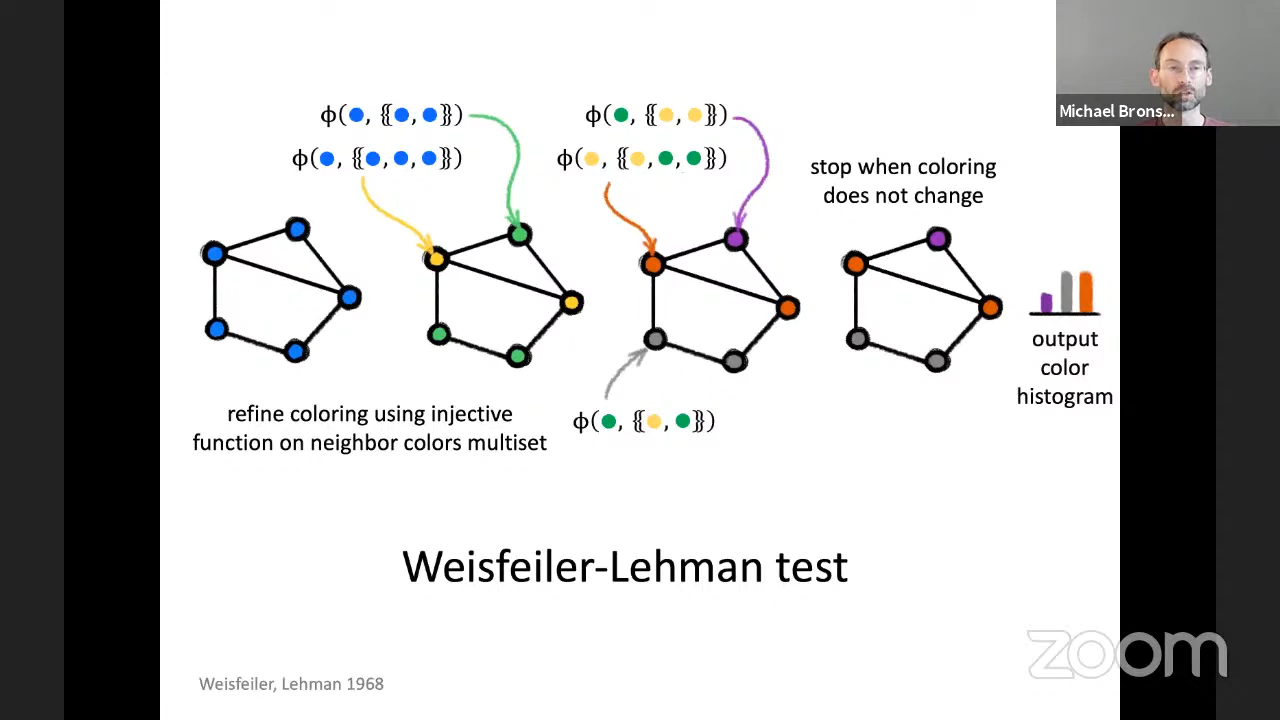 Michael Brons...
ϕ(●, {{●, ●}})
ϕ(●, {{●, ●, ●}})
ϕ(●, {{●, ●}})
ϕ(●, {{●, ●, ●}})
stop when coloring
does not change
output
color
histogram
refine coloring using injective
function on neighbor colors multiset
ϕ(●, {{●, ●}})
Weisfeiler-Lehman test
zoom
Weisfeiler, Lehman 1968